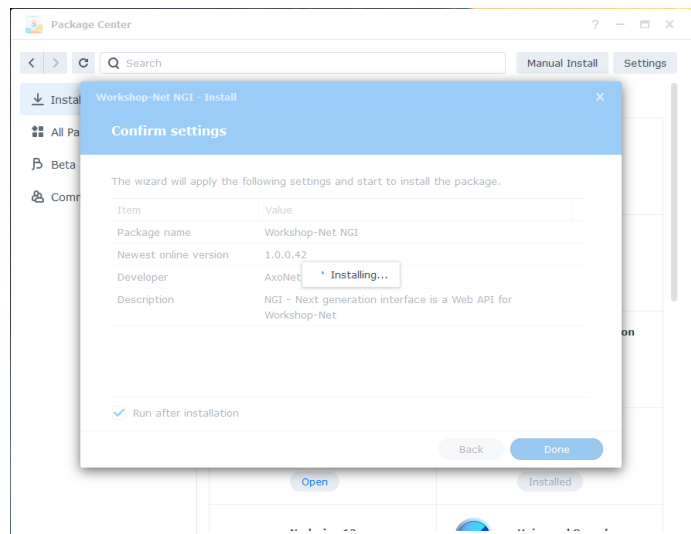 Package Center
Search
Manual Install
Settings
Instal
All Pa
Beta
Comm
Workshop-Net NGI - Install
Confirm settings
The wizard will apply the following settings and start to install the package.
Item Value
Package name Workshop-Net NGI
Newest online version 1.0.0.42
Developer AxoNet
Installing...
Description NGI - Next generation interface is a Web API for
Workshop-Net
on
Run after installation
Back
Done
Open
Installed